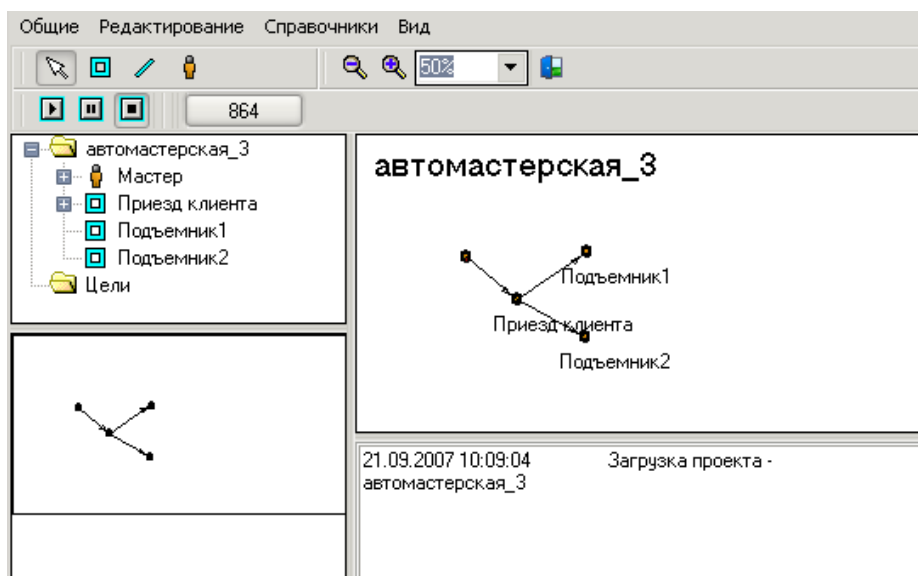 Общие Редактирование Справочники Вид
50%
864
автомастерская_3
Мастер
Приезд клиента
Подъемник1
Подъемник2
Цели
автомастерская_3
Подъемник1
Приезд клиента
Подъемник2
21.09.2007 10:09:04 Загрузка проекта -
автомастерская_3